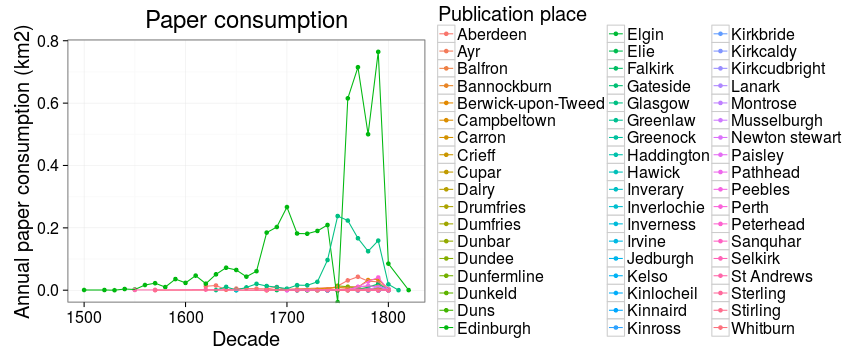 Paper consumption
Annual paper consumption (km2)
0.8
0.6
0.4
0.2
0.0
1500
1600
1700
1800
Decade
Publication place
Aberdeen
Ayr
Balfron
Bannockburn
Berwick-upon-Tweed
Campbeltown
Carron
Crieff
Cupar
Dalry
Drumfries
Dumfries
Dunbar
Dundee
Dunfermline
Dunkeld
Duns
Edinburgh
Elgin
Elie
Falkirk
Gateside
Glasgow
Greenlaw
Greenock
Haddington
Hawick
Inverary
Inverlochie
Inverness
Irvine
Jedburgh
Kelso
Kinlocheil
Kinnaird
Kinross
Kirkbride
Kirkcaldy
Kirkcudbright
Lanark
Montrose
Musselburgh
Newton stewart
Paisley
Pathhead
Peebles
Perth
Peterhead
Sanquhar
Selkirk
St Andrews
Sterling
Stirling
Whitburn